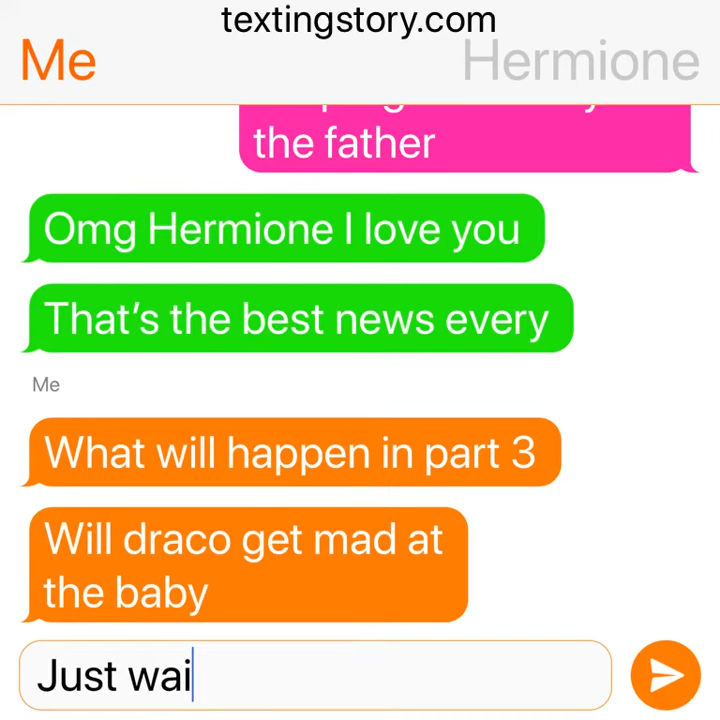 textingstory.com
Me
Hermione
the father
Omg Hermione I love you
That's the best news every
Me
What will happen in part 3
Will draco get mad at
the baby
Just wai